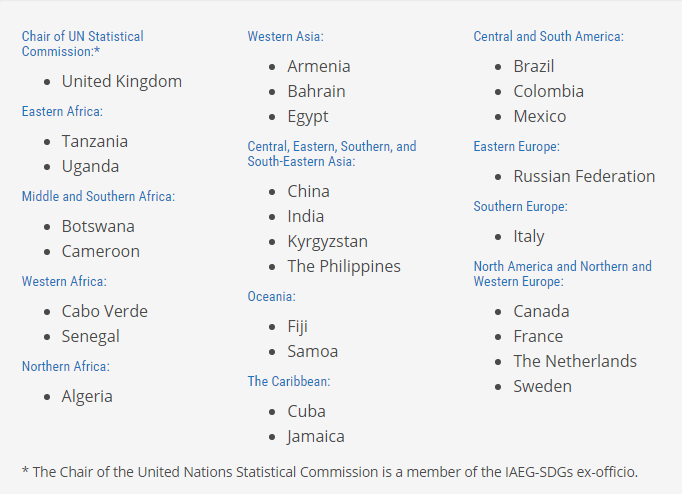 Chair of UN Statistical
Commission:*
United Kingdom
Eastern Africa:
Tanzania
Uganda
Middle and Southern Africa:
Botswana
Cameroon
Western Africa:
Cabo Verde
Senegal
Northern Africa:
Algeria
Western Asia:
Armenia
Bahrain
Egypt
Central, Eastern, Southern, and
South-Eastern Asia:
China
India
Kyrgyzstan
The Philippines
Oceania:
Fiji
Samoa
The Caribbean:
Cuba
Jamaica
Central and South America:
Brazil
Colombia
Mexico
Eastern Europe:
Russian Federation
Southern Europe:
Italy
North America and Northern and
Western Europe:
Canada
France
The Netherlands
Sweden
* The Chair of the United Nations Statistical Commission is a member of the IAEG-SDGs ex-officio.